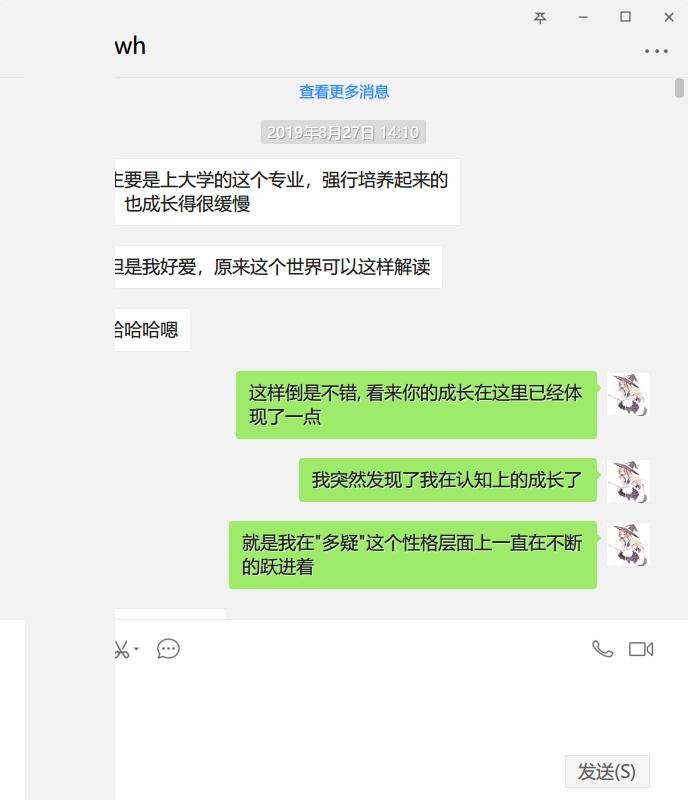 wh
查看更多消息
2019年8月27日 14:10
主要是上大学的这个专业，强行培养起来的
也成长得很缓慢
但是我好爱，原来这个世界可以这样解读
哈哈哈嗯
这样倒是不错, 看来你的成长在这里已经体
现了一点
我突然发现了我在认知上的成长了
就是我在"多疑"这个性格层面上一直在不断
的跃进着
发送(S)